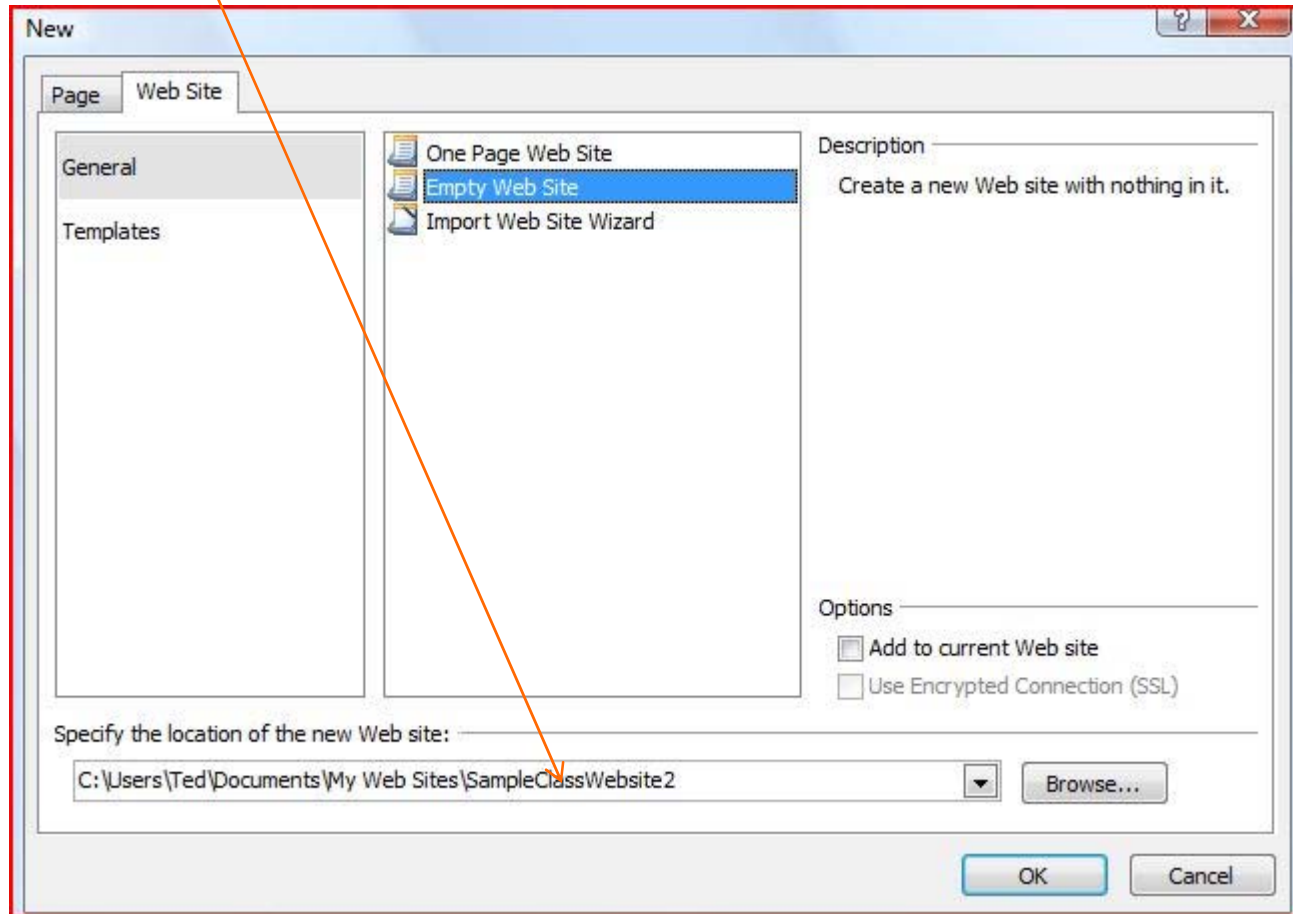 New
Page Web Site
General
Templates
One Page Web Site
Empty Web Site
Import Web Site Wizard
Description
Create a new Web site with nothing in it.
Options
Add to current Web site
Use Encrypted Connection (SSL)
Specify the location of the new Web site:
C:\Users\Ted\Documents\My Web Sites\SampleClassWebsite2
Browse...
OK Cancel